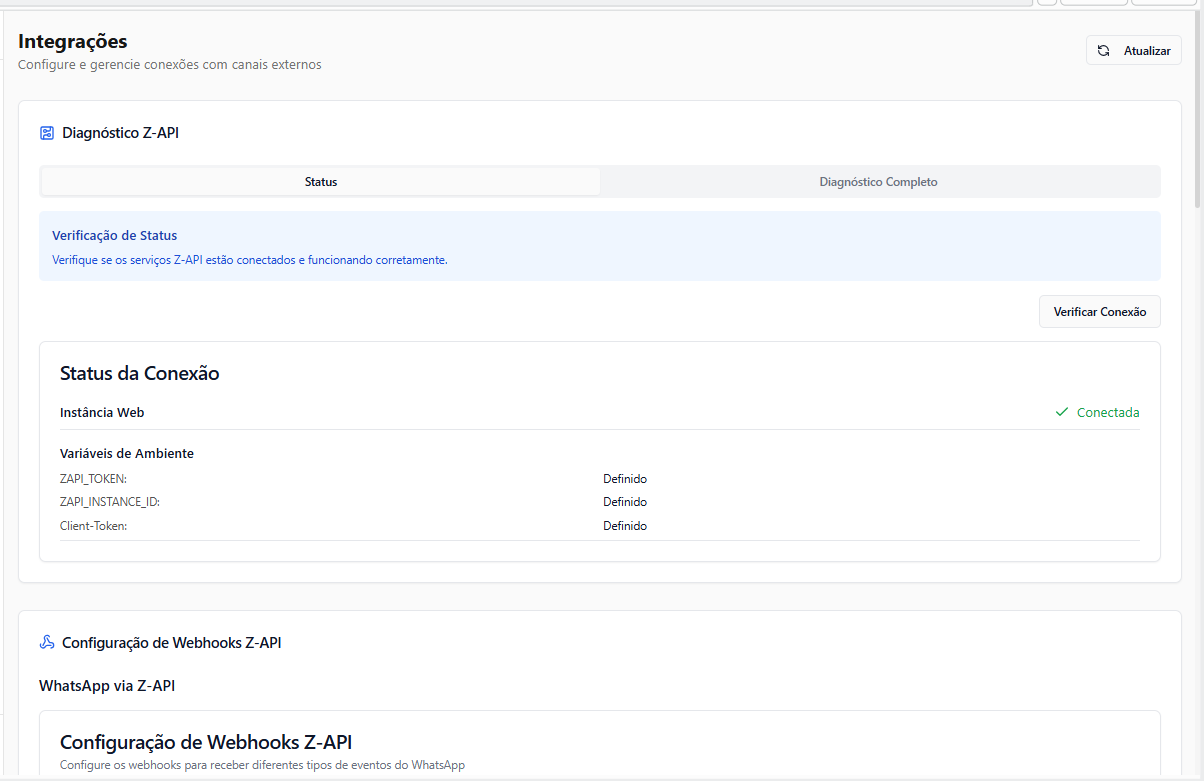 Integrações
Configure e gerencie conexões com canais externos
Atualizar
Diagnóstico Z-API
Status
Diagnóstico Completo
Verificação de Status
Verifique se os serviços Z-API estão conectados e funcionando corretamente.
Verificar Conexão
Status da Conexão
Instância Web
Conectada
Variáveis de Ambiente
ZAPI_TOKEN:
Definido
ZAPI_INSTANCE_ID:
Definido
Client-Token:
Definido
Configuração de Webhooks Z-API
WhatsApp via Z-API
Configuração de Webhooks Z-API
Configure os webhooks para receber diferentes tipos de eventos do WhatsApp